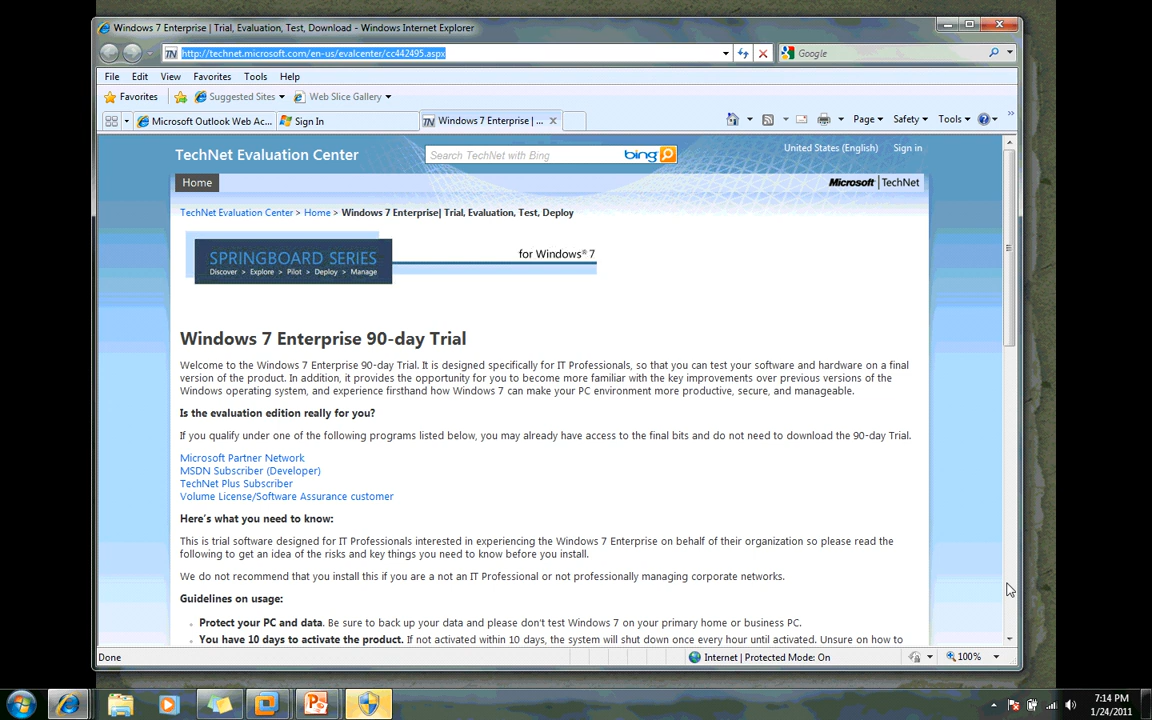 Windows 7 Enterprise | Trial, Evaluation, Test, Download - Windows Internet Explorer
TN http://technet.microsoft.com/en-us/evalcenter/cc442495.aspx Google
File Edit View Favorites Tools Help
Favorites Suggested Sites Web Slice Gallery
Microsoft Outlook Web Ac... Sign In TN Windows 7 Enterprise | ... Page Safety Tools »
TechNet Evaluation Center Search TechNet with Bing bing United States (English) Sign in
Home Microsoft | TechNet
TechNet Evaluation Center > Home > Windows 7 Enterprise| Trial, Evaluation, Test, Deploy
SPRINGBOARD SERIES for Windows® 7
Discover > Explore > Pilot > Deploy > Manage
Windows 7 Enterprise 90-day Trial
Welcome to the Windows 7 Enterprise 90-day Trial. It is designed specifically for IT Professionals, so that you can test your software and hardware on a final
version of the product. In addition, it provides the opportunity for you to become more familiar with the key improvements over previous versions of the
Windows operating system, and experience firsthand how Windows 7 can make your PC environment more productive, secure, and manageable.
Is the evaluation edition really for you?
If you qualify under one of the following programs listed below, you may already have access to the final bits and do not need to download the 90-day Trial.
Microsoft Partner Network
MSDN Subscriber (Developer)
TechNet Plus Subscriber
Volume License/Software Assurance customer
Here's what you need to know:
This is trial software designed for IT Professionals interested in experiencing the Windows 7 Enterprise on behalf of their organization so please read the
following to get an idea of the risks and key things you need to know before you install.
We do not recommend that you install this if you are a not an IT Professional or not professionally managing corporate networks.
Guidelines on usage:
Protect your PC and data. Be sure to back up your data and please don't test Windows 7 on your primary home or business PC.
You have 10 days to activate the product. If not activated within 10 days, the system will shut down once every hour until activated. Unsure on how to
Done Internet | Protected Mode: On 100%
7:14 PM
1/24/2011